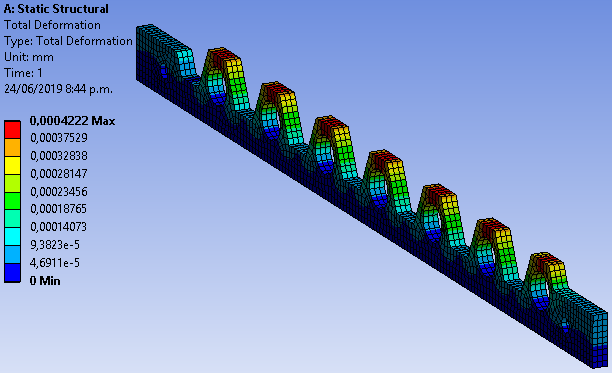 A: Static Structural
Total Deformation
Type: Total Deformation
Unit: mm
Time: 1
24/06/2019 8:44 p.m.
0,0004222 Max
0,00037529
0,00032838
0,00028147
0,00023456
0,00018765
0,00014073
9,3823e-5
4,6911e-5
0 Min